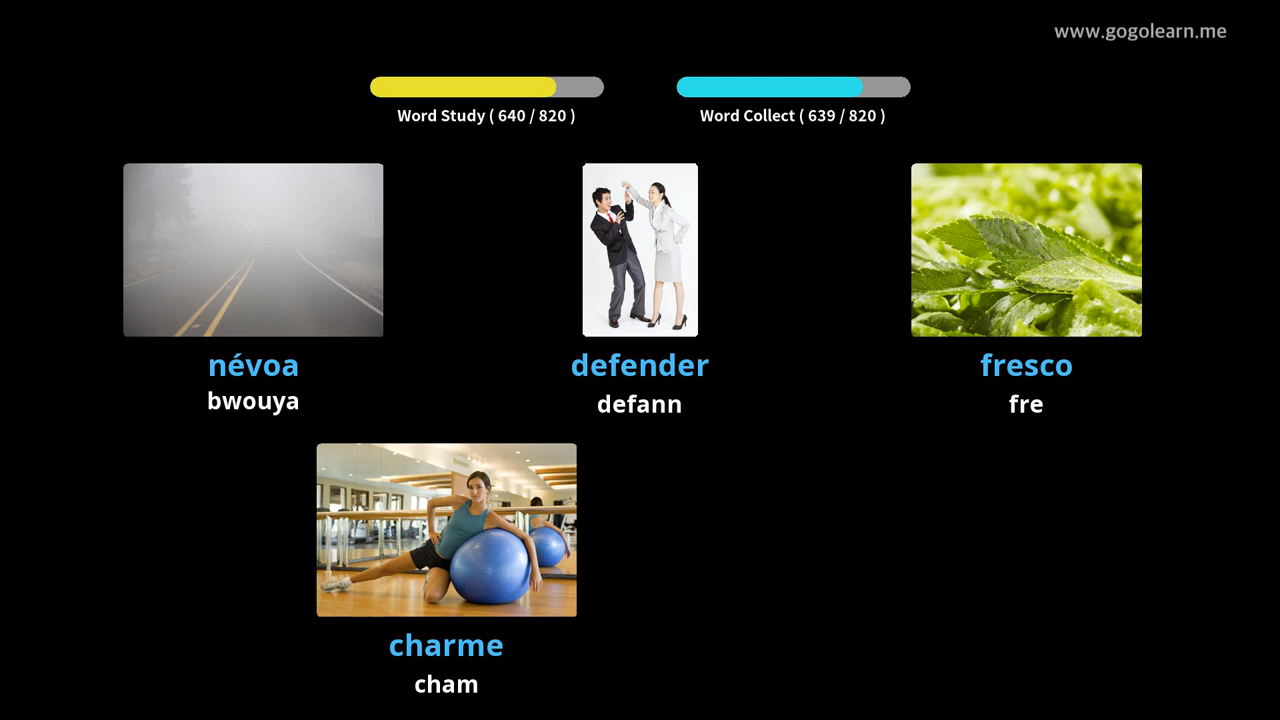 www.gogolearn.me
Word Study ( 640 / 820 )
Word Collect ( 639 / 820 )
névoa
bwouya
defender
defann
fresco
fre
charme
cham